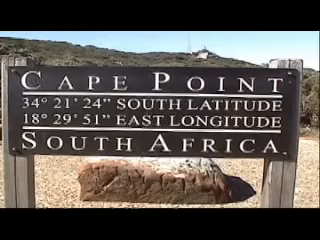 CAPE POINT
34° 21' 24" SOUTH LATITUDE
18° 29' 51" EAST LONGITUDE
SOUTH AFRICA